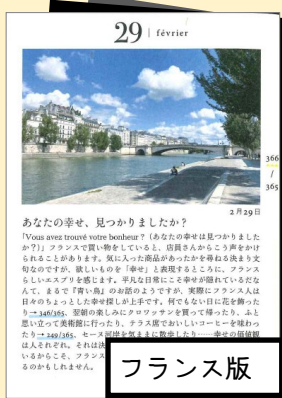 29 | février
366
/
365
2月29日
あなたの幸せ、見つかりましたか？
「Vous avez trouvé votre bonheur ?（あなたの幸せは見つかりました
か？）」フランスで買い物をしていると、店員さんからこう声をかけ
られることがあります。気に入った商品があったかを尋ねる決まり文
句なのですが、欲しいものを「幸せ」と表現するところに、フランス
らしいエスプリを感じます。平凡な日常にこそ幸せが隠れているだな
んて、まるで『青い鳥』のお話のようですが、実際にフランス人は
日々のちょっとした幸せ探しが上手です。何でもない日に花を飾った
り→346/365、翌朝の楽しみにクロワッサンを買って帰ったり、ふと
思い立って美術館に行ったり、テラス席でおいしいコーヒーを味わっ
たり→249/365、セーヌ河岸を気ままに散歩したり……幸せの価値観
は人それぞれ。それは決
いるからこそ、フランス
るのかもしれません。
フランス版